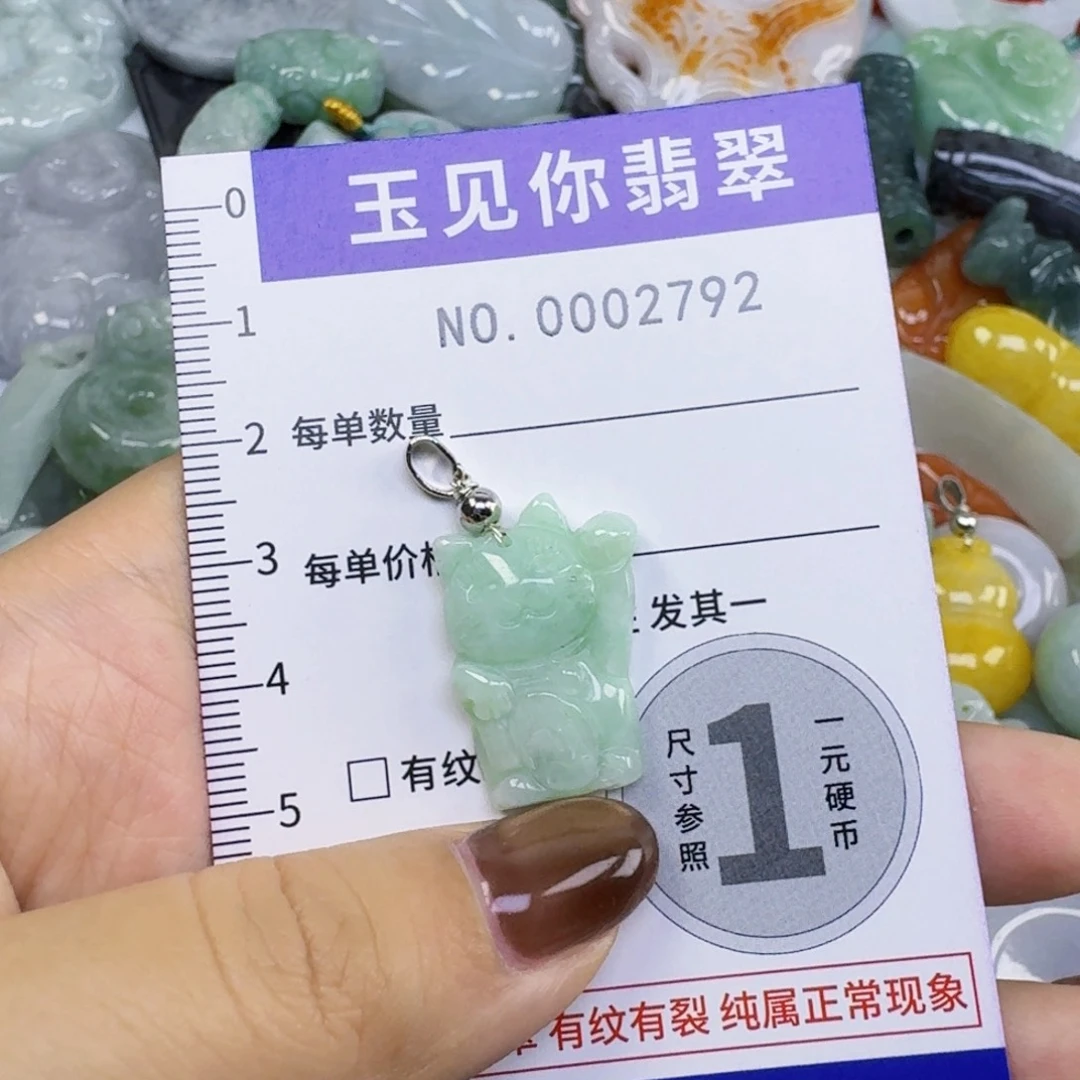 玉见你翡翠
NO. 0002792
0
1
2
3
4
5
每单数量
每单价
发其一
有纹
尺寸参照
1
一元硬币
有纹有裂 纯属正常现象